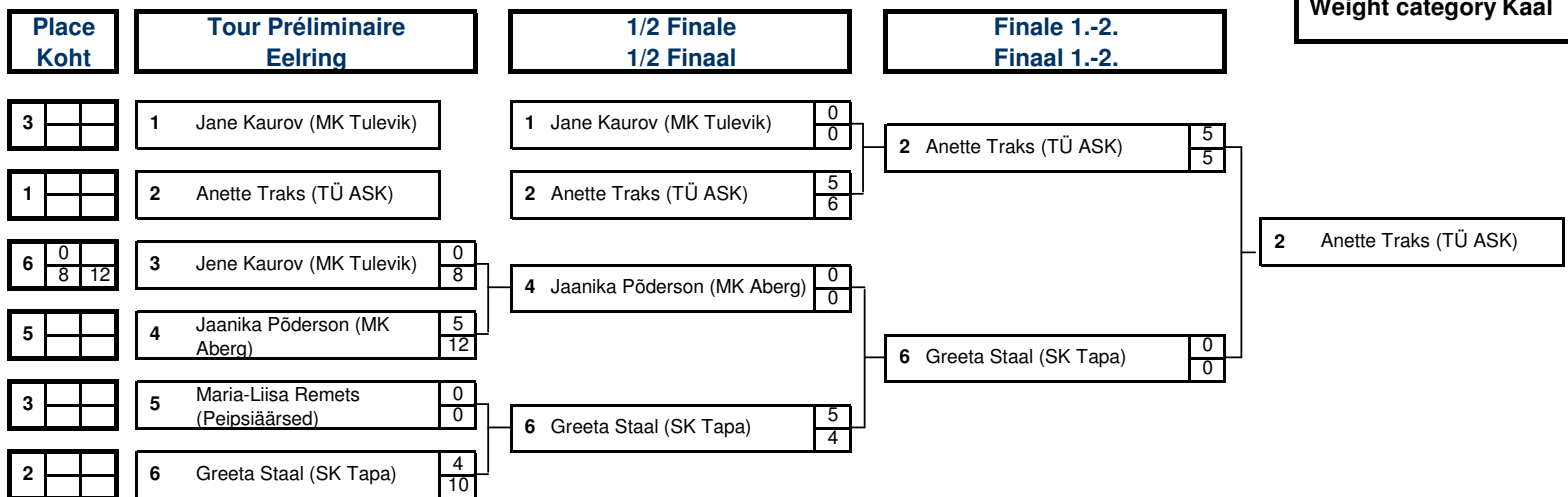 Weight category Kaal
Place
Koht
Tour Préliminaire
Eelring
1/2 Finale
1/2 Finaal
Finale 1.-2.
Finaal 1.-2.
3
1 Jane Kaurov (MK Tulevik)
1 Jane Kaurov (MK Tulevik) 0
0
2 Anette Traks (TÜ ASK) 5
5
1
2 Anette Traks (TÜ ASK)
2 Anette Traks (TÜ ASK) 5
6
2 Anette Traks (TÜ ASK)
6 0
8 12
3 Jene Kaurov (MK Tulevik) 0
8
4 Jaanika Põderson (MK Aberg) 0
0
5
4 Jaanika Põderson (MK
Aberg)
5
12
6 Greeta Staal (SK Tapa) 0
0
3
5 Maria-Liisa Remets
(Peipsiäärsed)
0
0
6 Greeta Staal (SK Tapa) 5
4
2
6 Greeta Staal (SK Tapa) 4
10